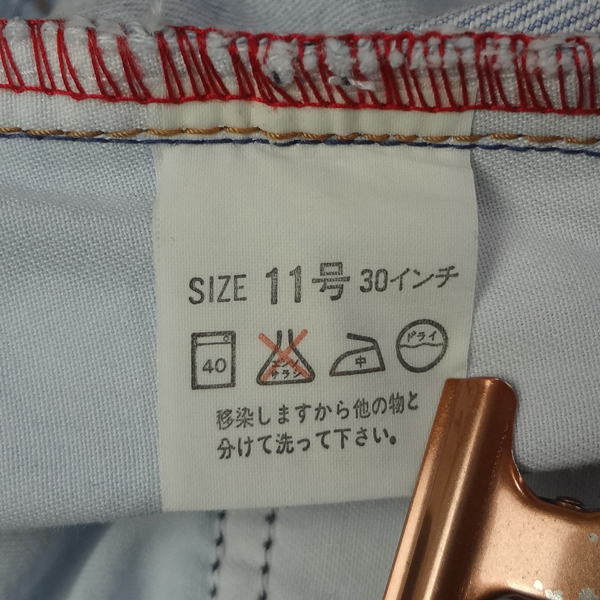 SIZE 11号 30インチ
40 エンソサラシ 中 ドライ
移染しますから他の物と
分けて洗って下さい。